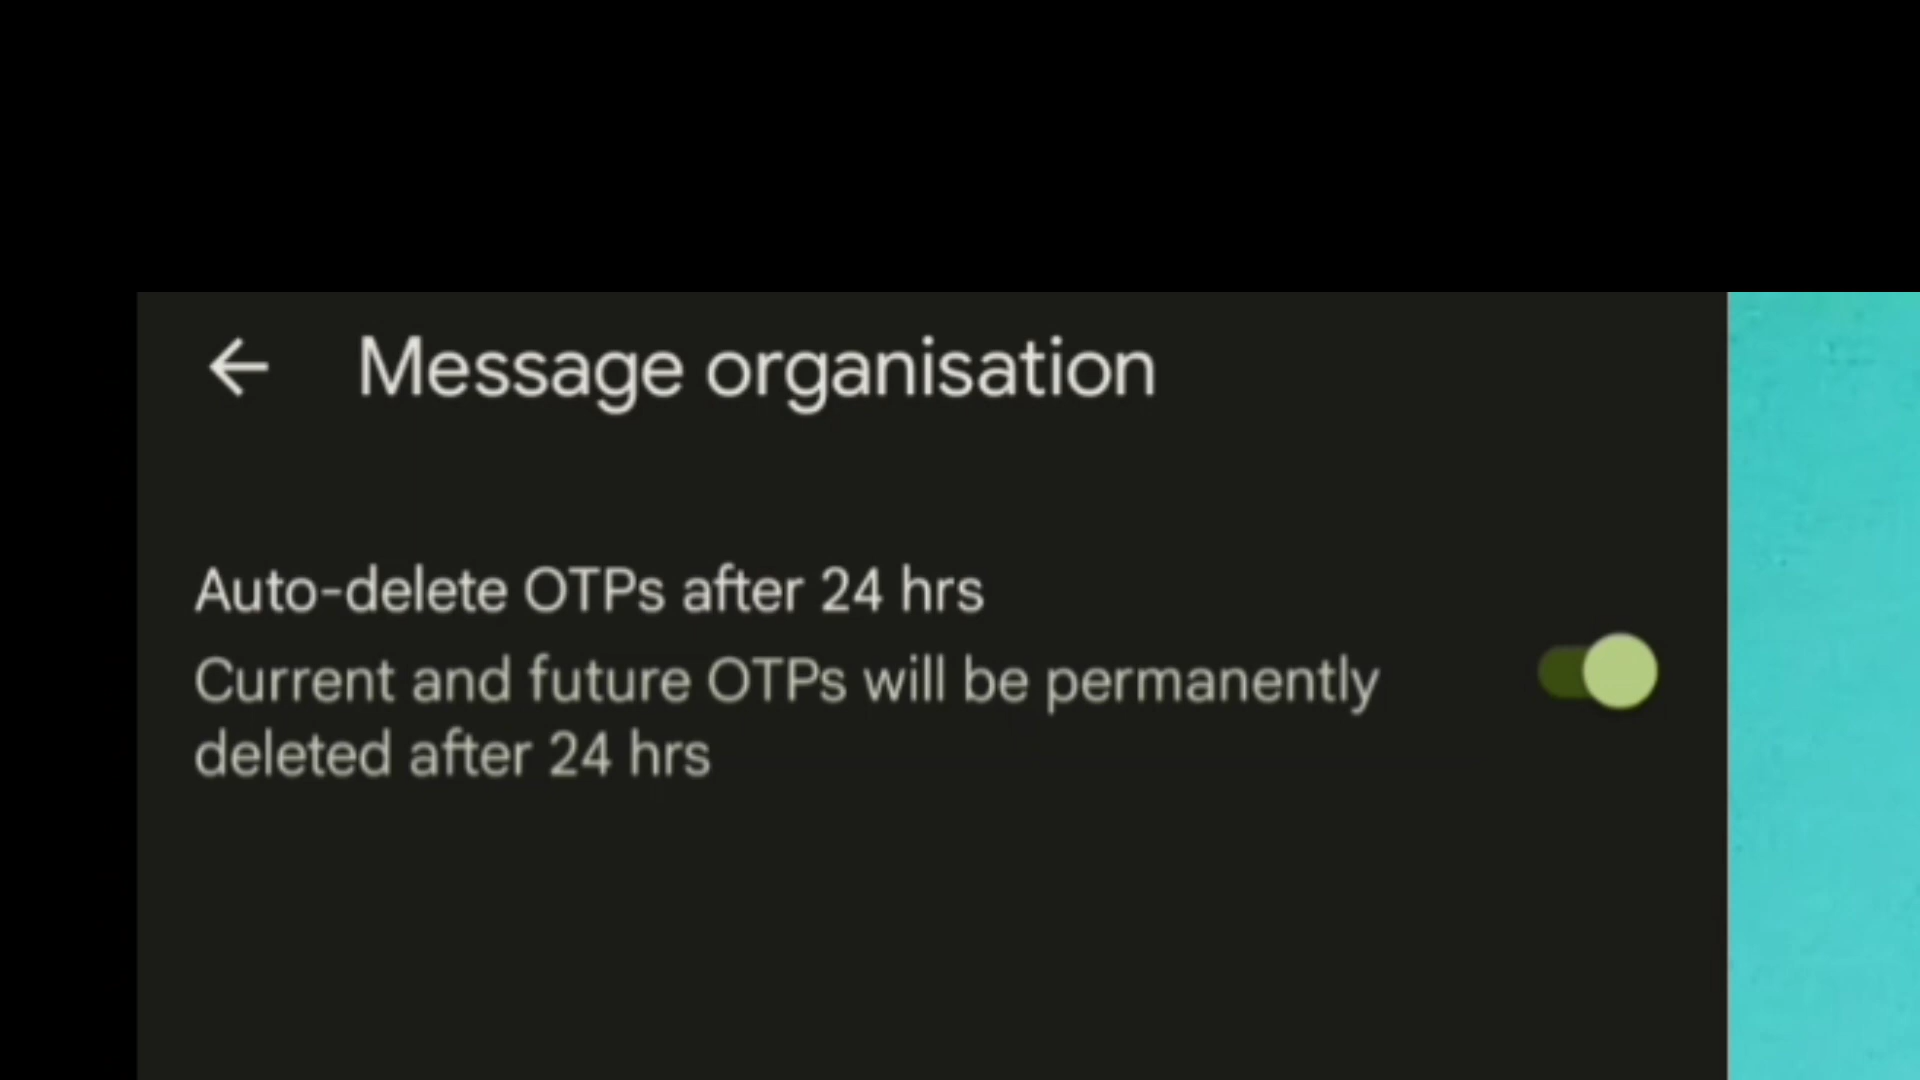 Message organisation
Auto-delete OTPs after 24 hrs
Current and future OTPs will be permanently
deleted after 24 hrs